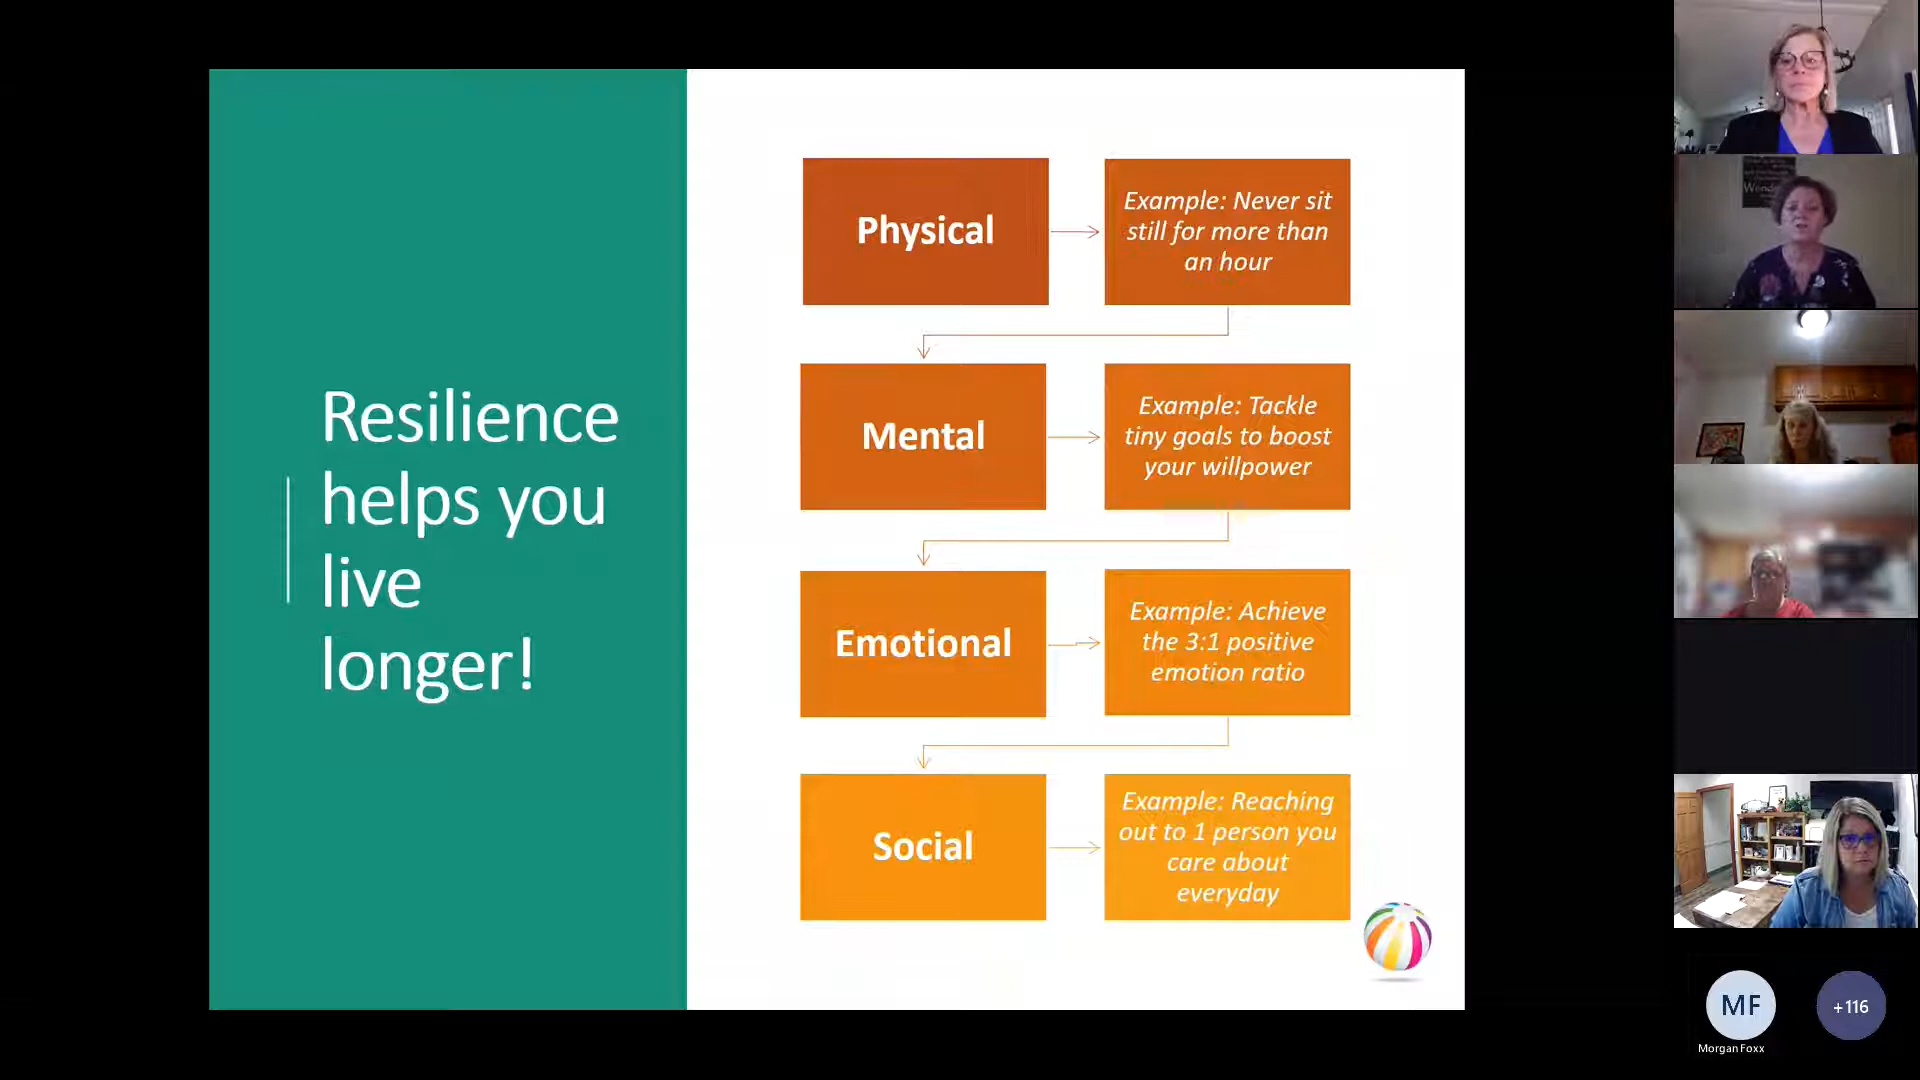 Resilience
helps you
live
longer!
Physical
Example: Never sit
still for more than
an hour
Mental
Example: Tackle
tiny goals to boost
your willpower
Emotional
Example: Achieve
the 3:1 positive
emotion ratio
Social
Example: Reaching
out to 1 person you
care about
everyday
MF
+116
Morgan Foxx